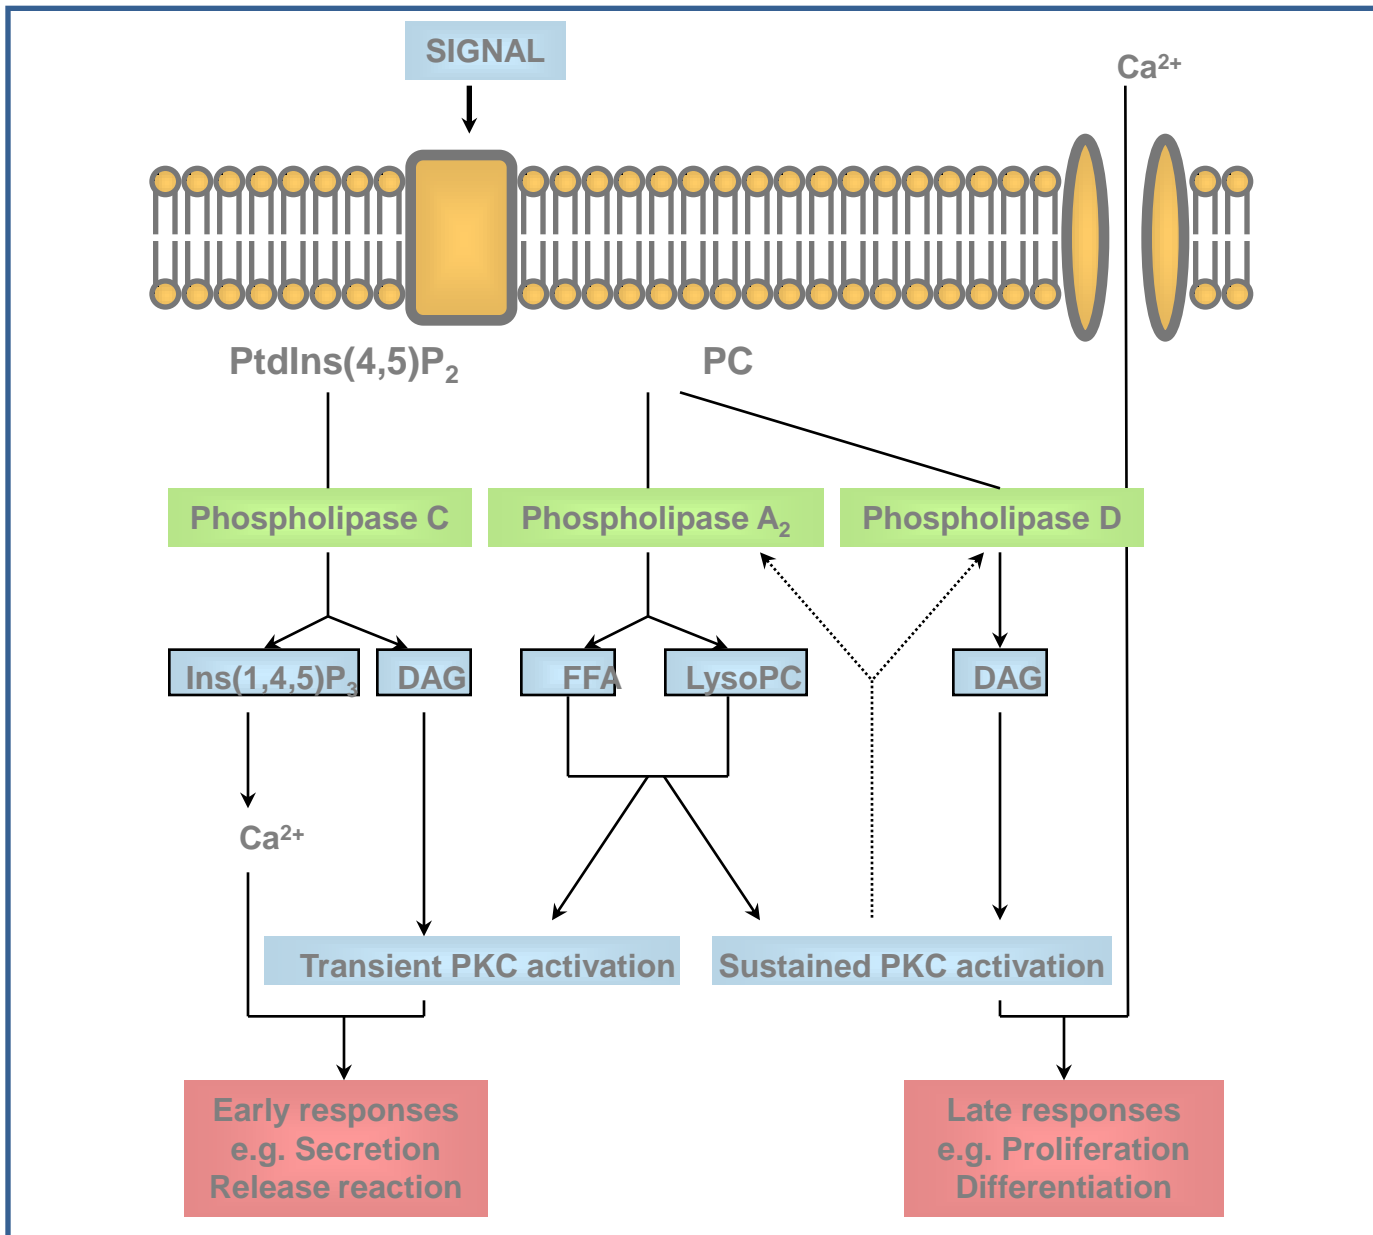 SIGNAL
Ca²⁺
PtdIns(4,5)P₂
PC
Phospholipase C
Phospholipase A₂
Phospholipase D
Ins(1,4,5)P₃
DAG
FFA
LysoPC
DAG
Ca²⁺
Transient PKC activation
Sustained PKC activation
Early responses
e.g. Secretion
Release reaction
Late responses
e.g. Proliferation
Differentiation